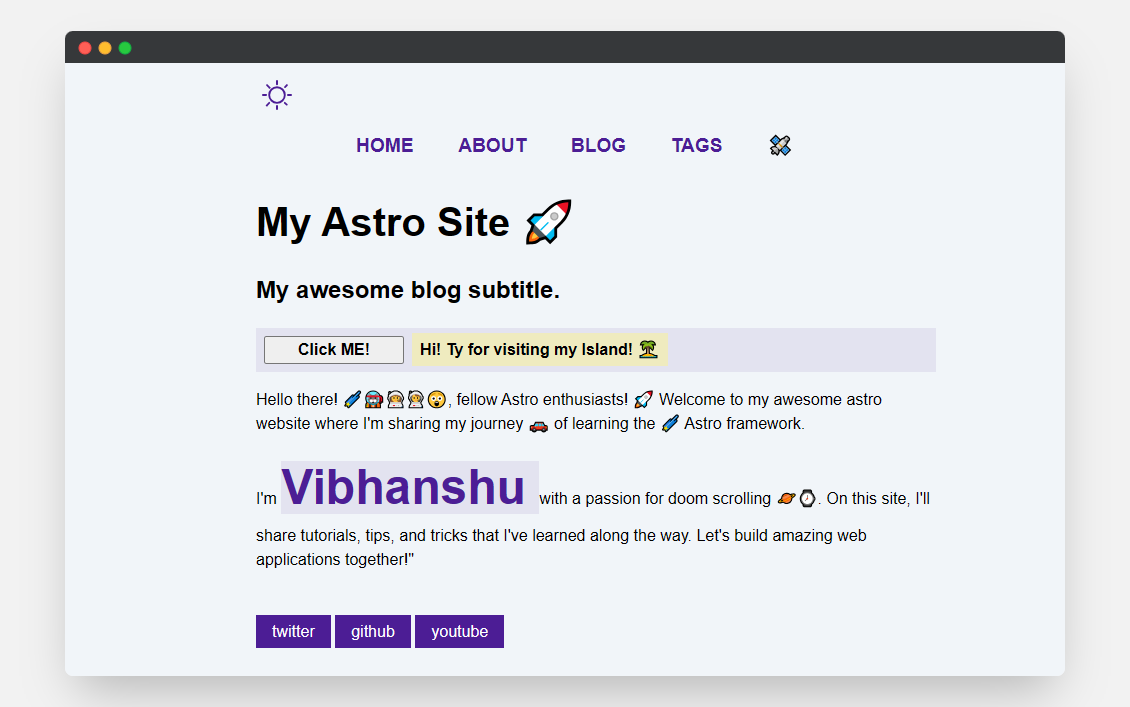 HOME ABOUT BLOG TAGS 🛰️
My Astro Site 🚀
My awesome blog subtitle.
Click ME! Hi! Ty for visiting my Island! 🏝️
Hello there! , fellow Astro enthusiasts! 🚀 Welcome to my awesome astro
website where I'm sharing my journey 🚗 of learning the Astro framework.
I'm Vibhanshu with a passion for doom scrolling 🪐⌚. On this site, I'll
share tutorials, tips, and tricks that I've learned along the way. Let's build amazing web
applications together!"
twitter github youtube